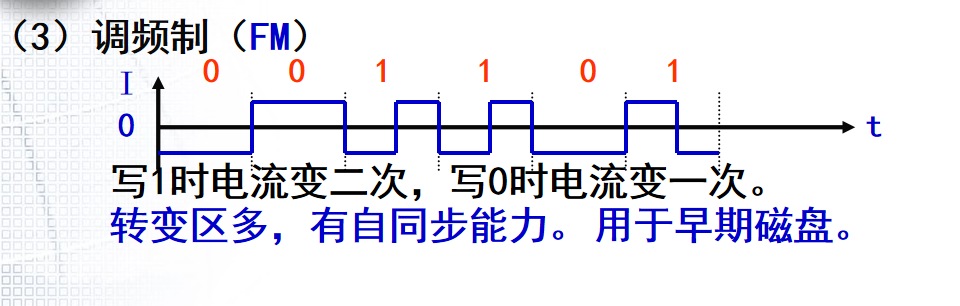 （3）调频制（FM）
0 0 1 1 0 1
I
0
t
写1时电流变二次，写0时电流变一次。
转变区多，有自同步能力。用于早期磁盘。